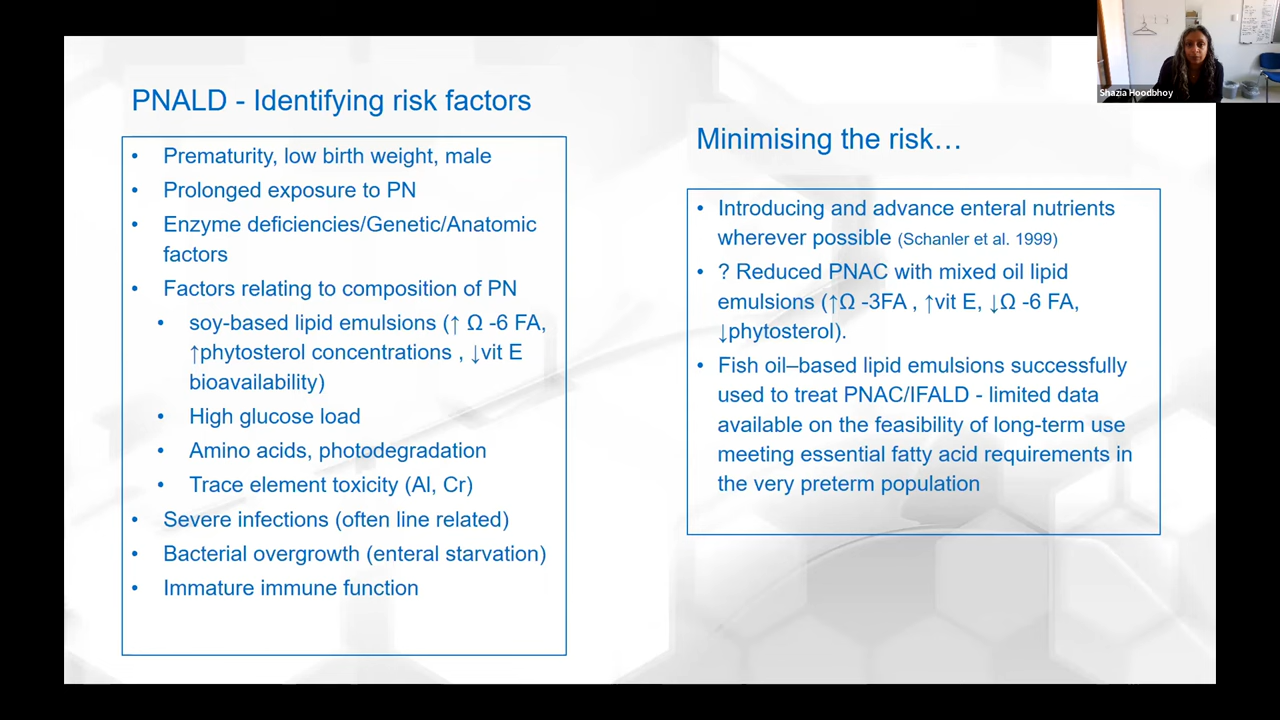 PNALD - Identifying risk factors
• Prematurity, low birth weight, male
• Prolonged exposure to PN
• Enzyme deficiencies/Genetic/Anatomic
factors
• Factors relating to composition of PN
• soy-based lipid emulsions (↑ Ω -6 FA,
↑phytosterol concentrations , ↓vit E
bioavailability)
• High glucose load
• Amino acids, photodegradation
• Trace element toxicity (Al, Cr)
• Severe infections (often line related)
• Bacterial overgrowth (enteral starvation)
• Immature immune function
Minimising the risk…
• Introducing and advance enteral nutrients
wherever possible (Schanler et al. 1999)
• ? Reduced PNAC with mixed oil lipid
emulsions (↑Ω -3FA , ↑vit E, ↓Ω -6 FA,
↓phytosterol).
• Fish oil–based lipid emulsions successfully
used to treat PNAC/IFALD - limited data
available on the feasibility of long-term use
meeting essential fatty acid requirements in
the very preterm population
Shazia Hoodbhoy